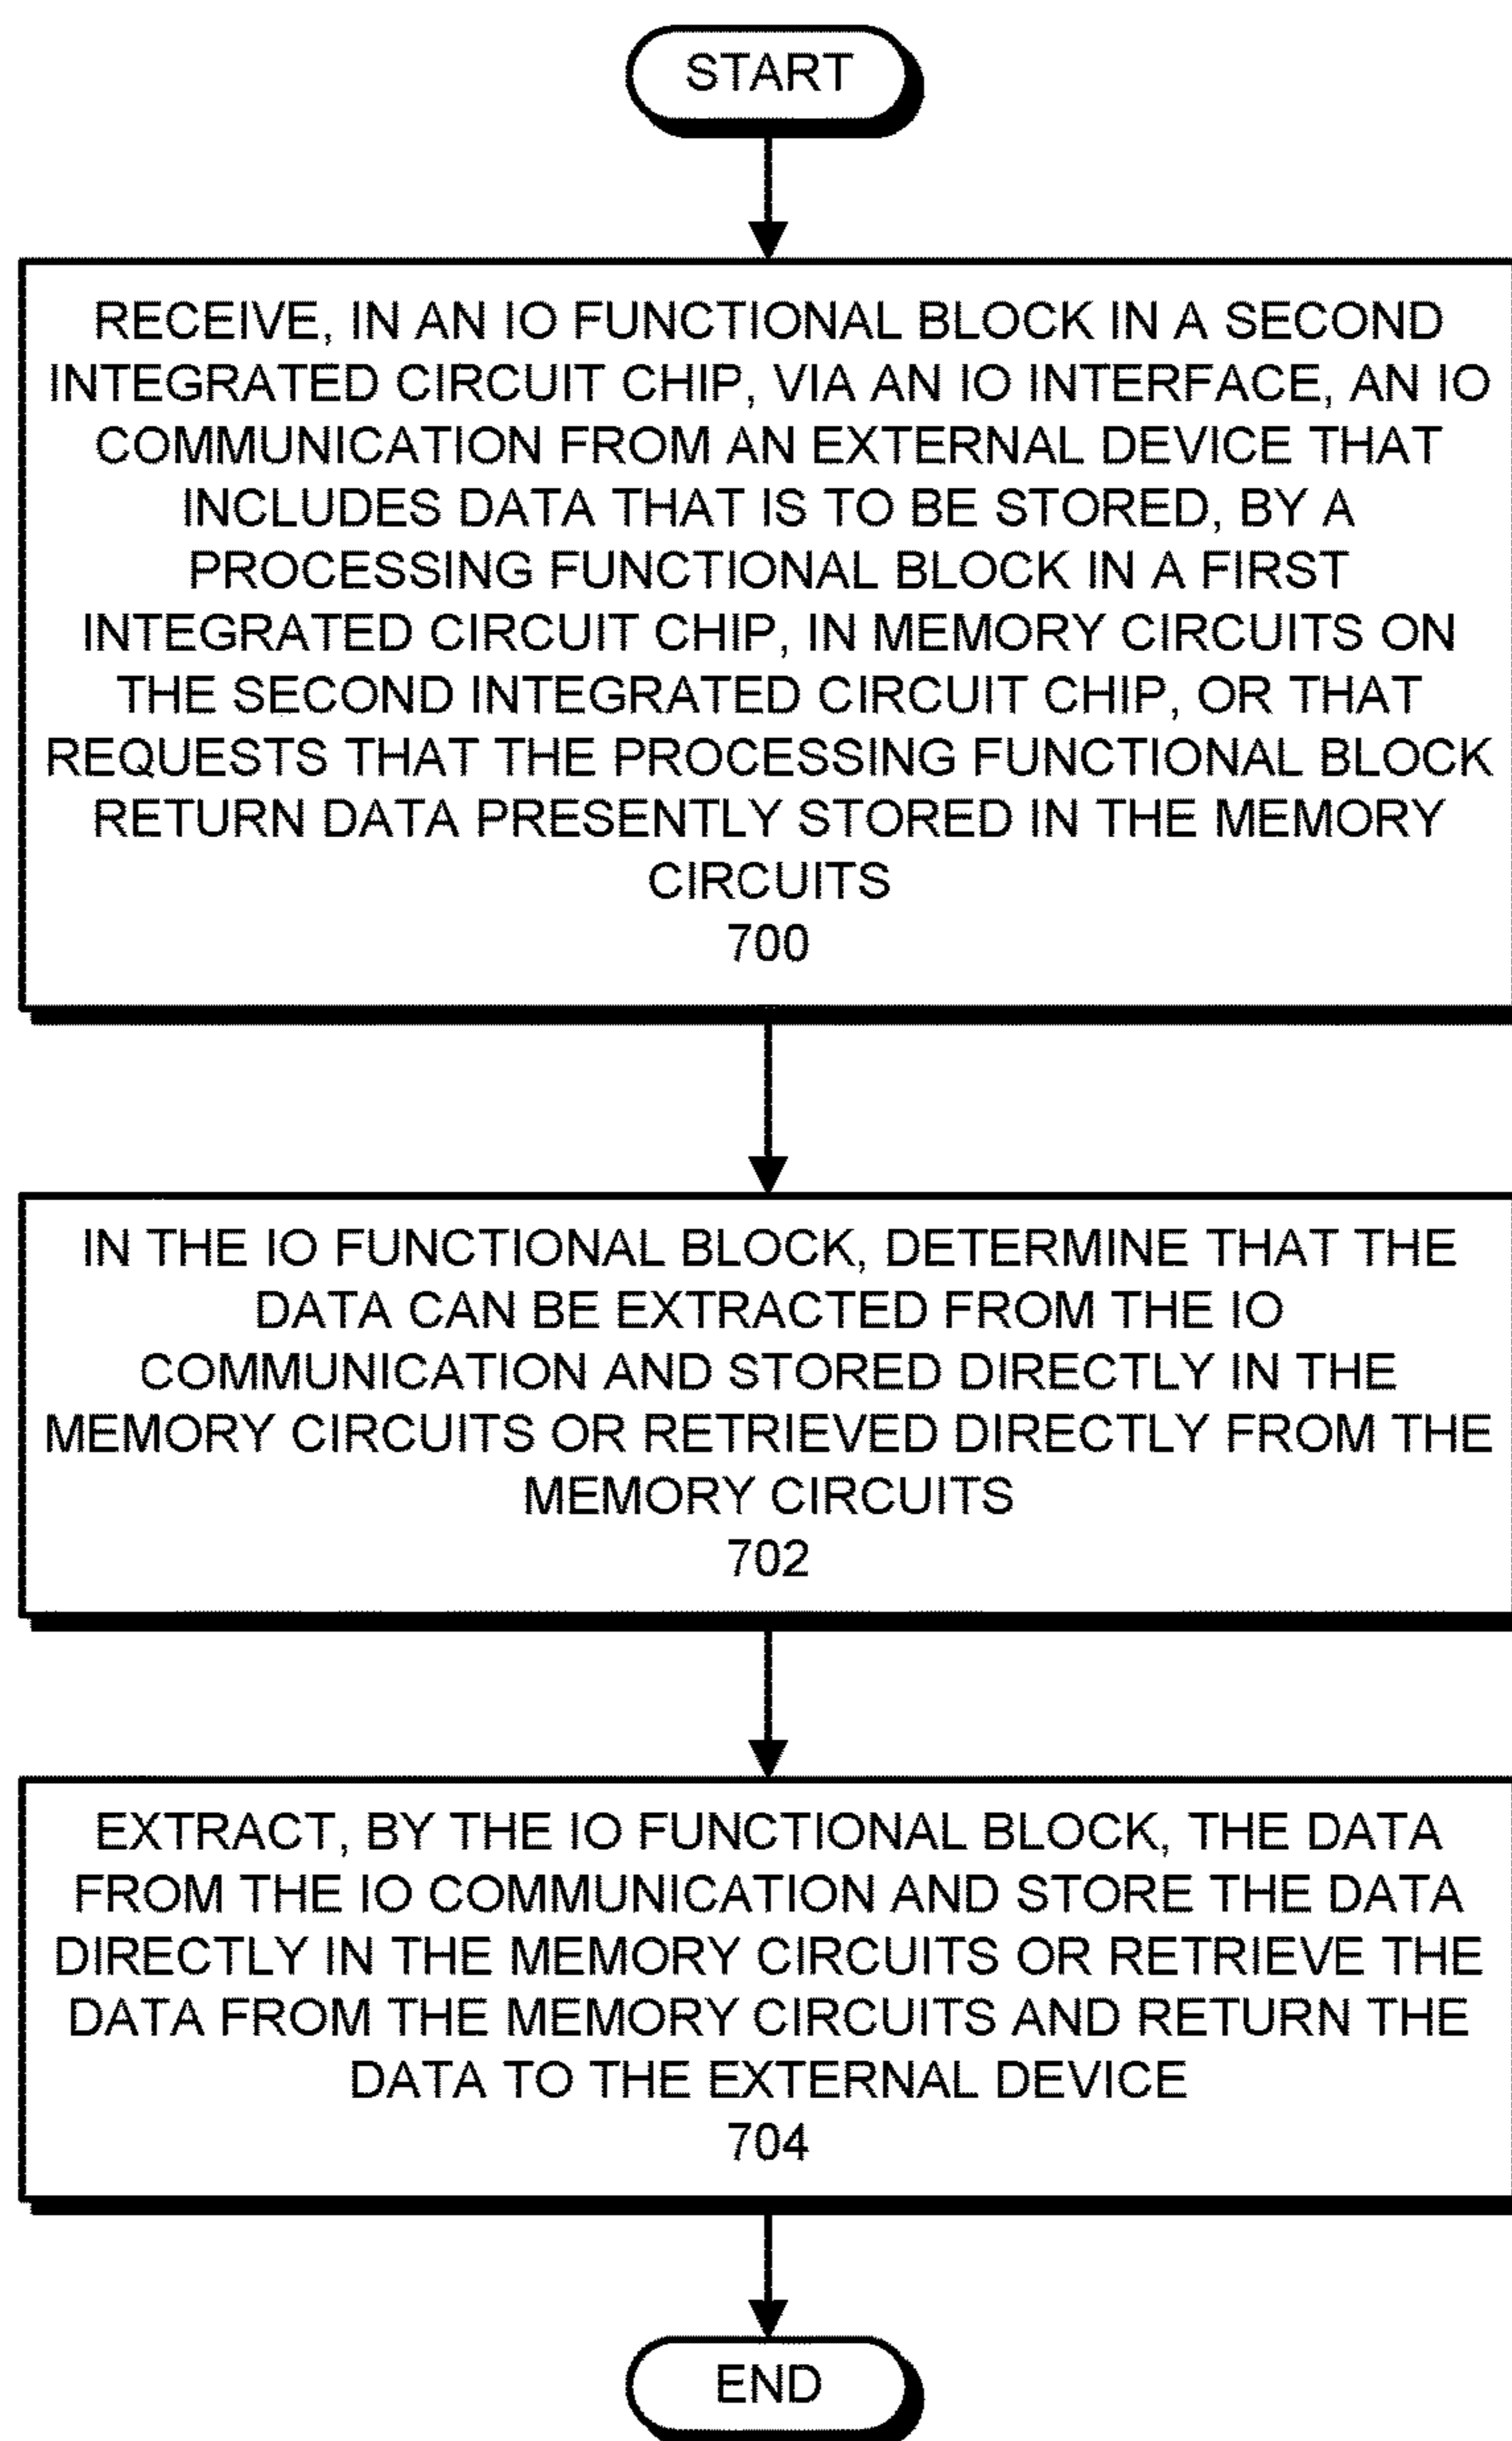 START
RECEIVE, IN AN IO FUNCTIONAL BLOCK IN A SECOND
INTEGRATED CIRCUIT CHIP, VIA AN IO INTERFACE, AN IO
COMMUNICATION FROM AN EXTERNAL DEVICE THAT
INCLUDES DATA THAT IS TO BE STORED, BY A
PROCESSING FUNCTIONAL BLOCK IN A FIRST
INTEGRATED CIRCUIT CHIP, IN MEMORY CIRCUITS ON
THE SECOND INTEGRATED CIRCUIT CHIP, OR THAT
REQUESTS THAT THE PROCESSING FUNCTIONAL BLOCK
RETURN DATA PRESENTLY STORED IN THE MEMORY
CIRCUITS
700
IN THE IO FUNCTIONAL BLOCK, DETERMINE THAT THE
DATA CAN BE EXTRACTED FROM THE IO
COMMUNICATION AND STORED DIRECTLY IN THE
MEMORY CIRCUITS OR RETRIEVED DIRECTLY FROM THE
MEMORY CIRCUITS
702
EXTRACT, BY THE IO FUNCTIONAL BLOCK, THE DATA
FROM THE IO COMMUNICATION AND STORE THE DATA
DIRECTLY IN THE MEMORY CIRCUITS OR RETRIEVE THE
DATA FROM THE MEMORY CIRCUITS AND RETURN THE
DATA TO THE EXTERNAL DEVICE
704
END